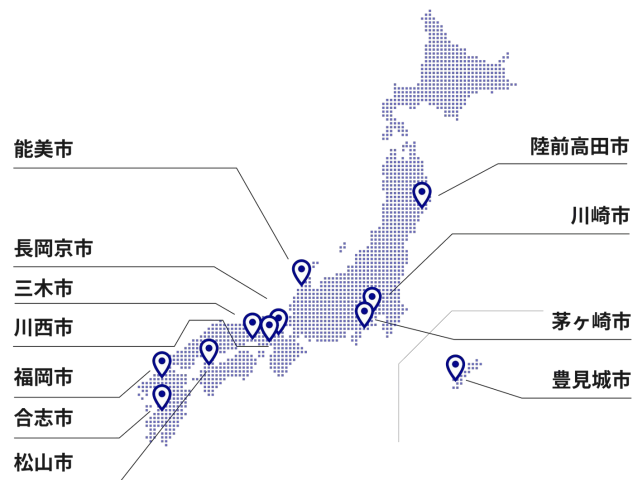 能美市
長岡京市
三木市
川西市
福岡市
合志市
松山市
陸前高田市
川崎市
茅ヶ崎市
豊見城市